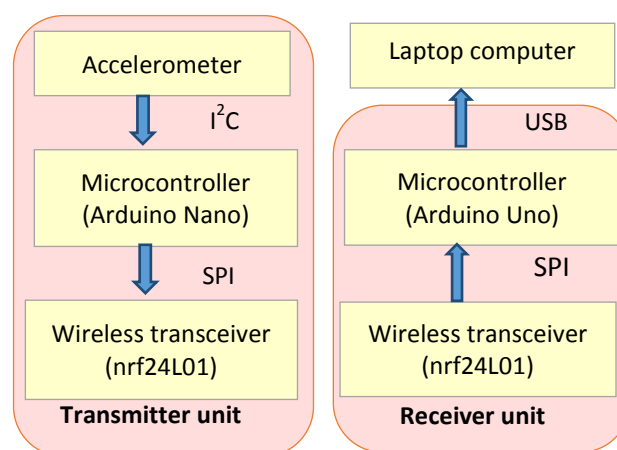 Accelerometer
I²C
Microcontroller
(Arduino Nano)
SPI
Wireless transceiver
(nrf24L01)
Transmitter unit
Laptop computer
USB
Microcontroller
(Arduino Uno)
SPI
Wireless transceiver
(nrf24L01)
Receiver unit